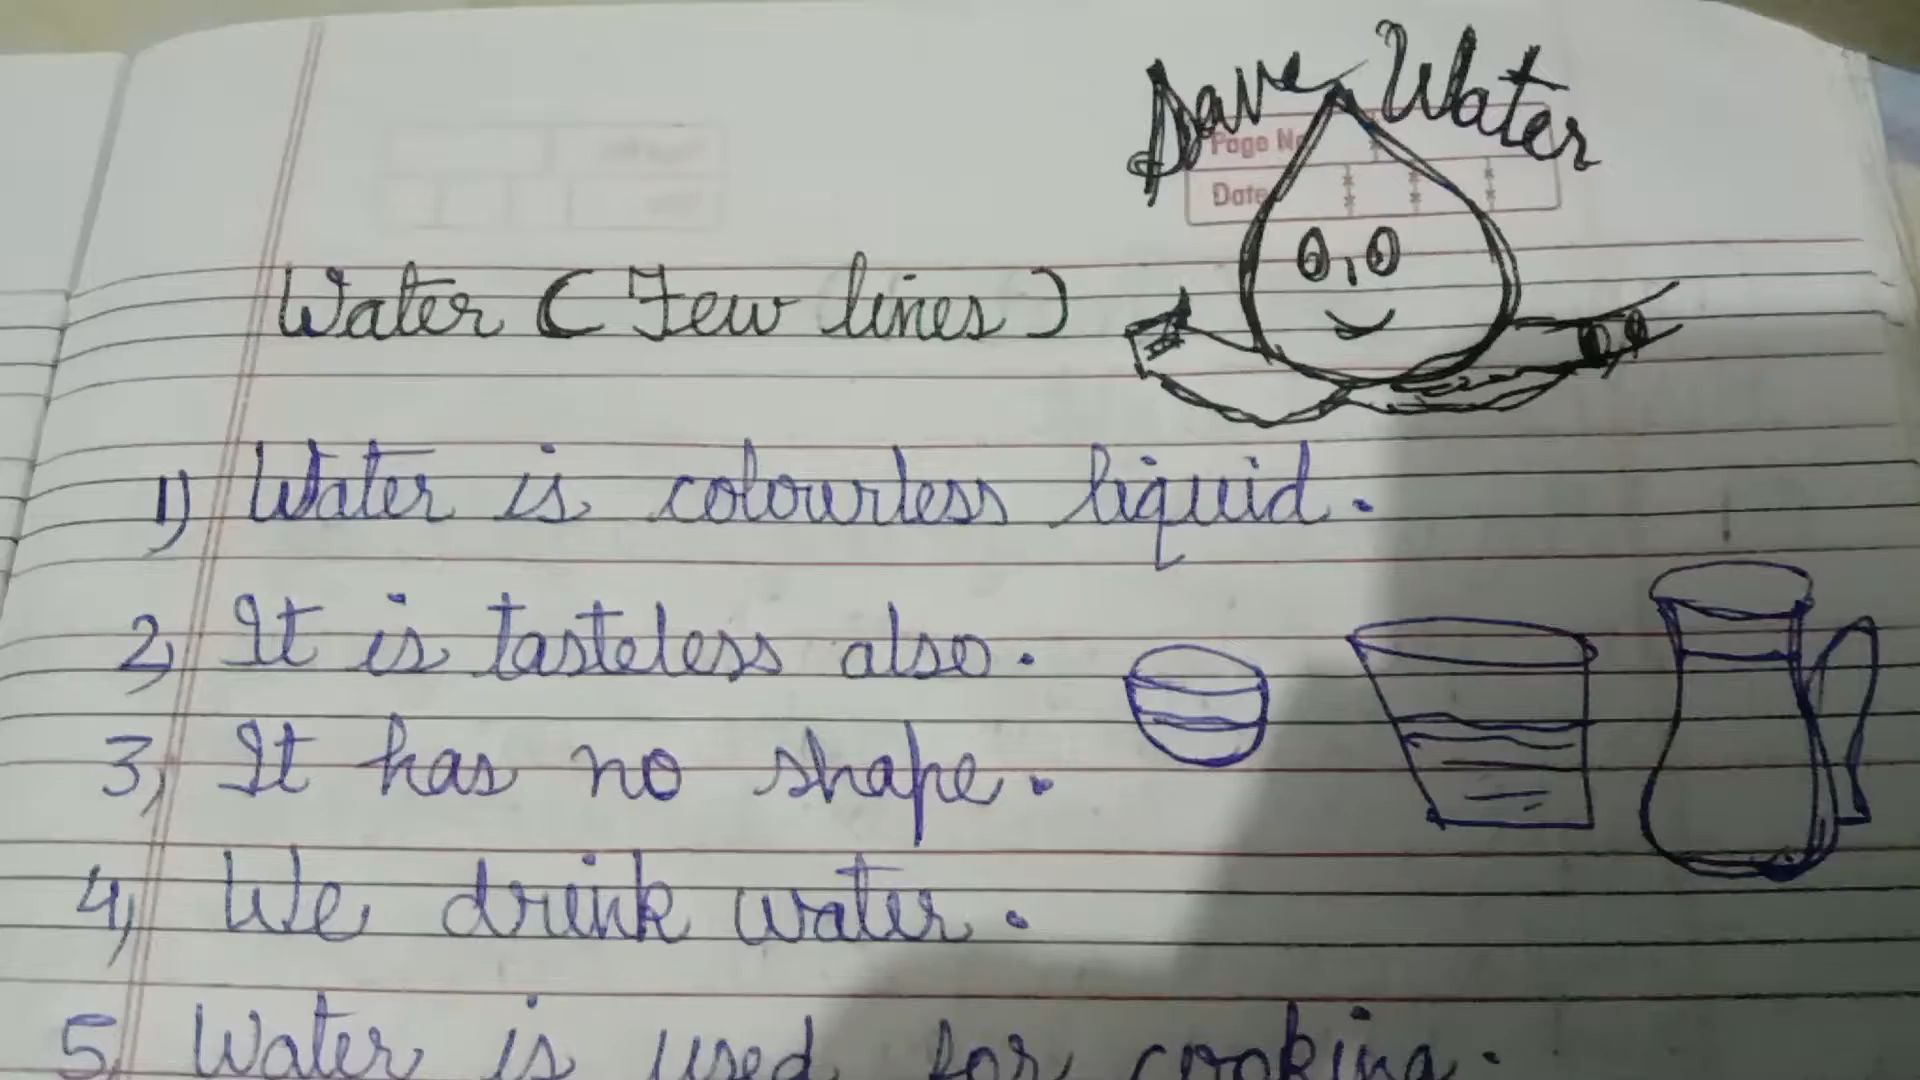 Save Water
Page No.
Date
Water ( Few lines )
1) Water is colourless liquid.
2) It is tasteless also.
3) It has no shape.
4) We drink water.
5) Water is used for cooking.